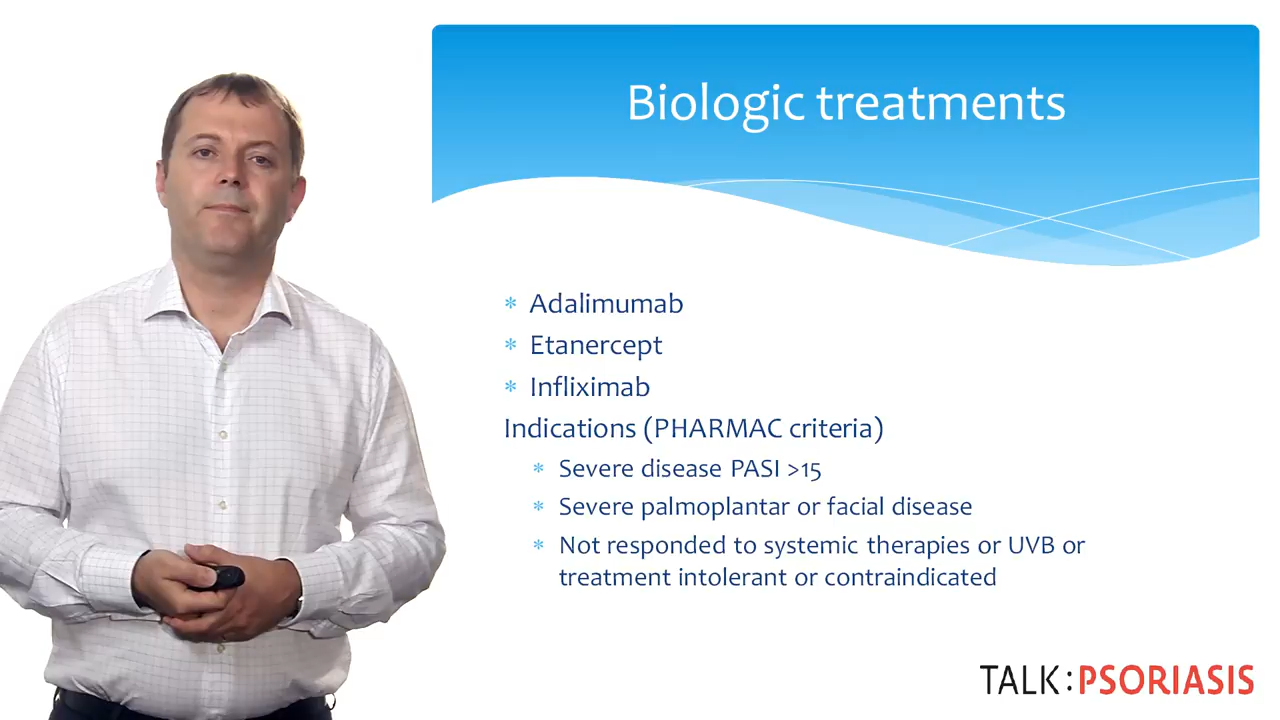 Biologic treatments
* Adalimumab
* Etanercept
* Infliximab
Indications (PHARMAC criteria)
* Severe disease PASI >15
* Severe palmoplantar or facial disease
* Not responded to systemic therapies or UVB or
treatment intolerant or contraindicated
TALK:PSORIASIS